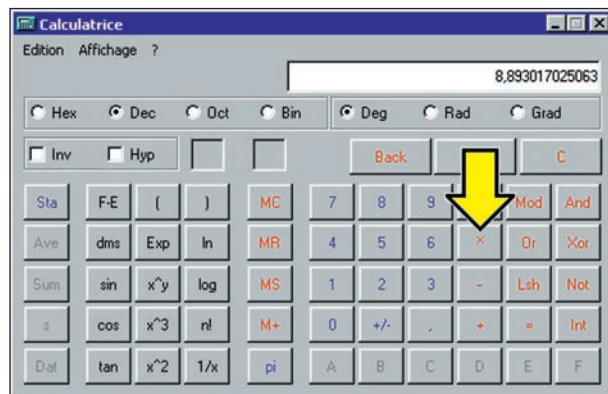 Calculatrice
Edition Affichage ?
8,893017025063
Hex Dec Oct Bin Deg Rad Grad
Inv Hyp Back C
Sta F-E ( ) MC 7 8 9 Mod And
Ave dms Exp ln MR 4 5 6 × Or Xor
Sum sin x^y log MS 1 2 3 - Lsh Not
s cos x^3 n! M+ 0 +/- , + = Int
Dat tan x^2 1/x pi A B C D E F